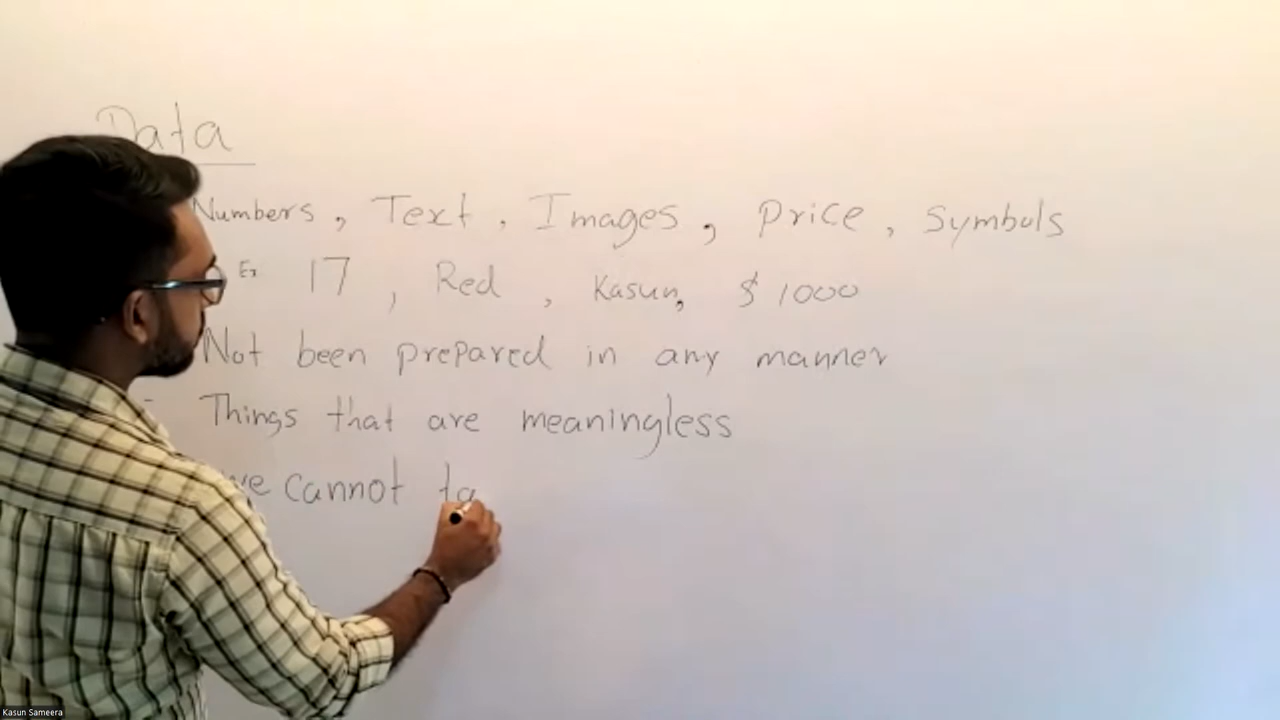 Data
Numbers, Text, Images, Price, Symbols
Ex 17, Red, Kasun, $1000
Not been prepared in any manner
Things that are meaningless
we cannot ta
Kasun Sameera